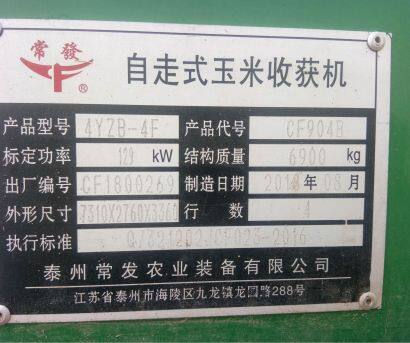 常發
®
自走式玉米收获机
产品型号 4YZB-4F 产品代号 CF904B
标定功率 129 kW 结构质量 6900 kg
出厂编号 CF1800269 制造日期 2018 年 08 月
外形尺寸 7310X2760X3360 行数 4
执行标准
泰州常发农业装备有限公司
江苏省泰州市海陵区九龙镇龙园路288号